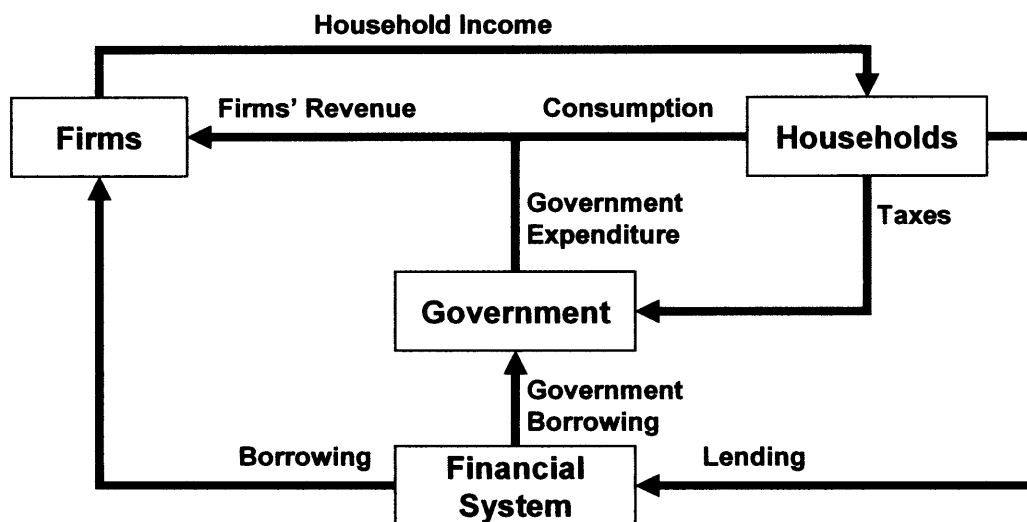 Household Income
Firms
Firms' Revenue
Consumption
Households
Government
Expenditure
Taxes
Government
Government
Borrowing
Borrowing
Financial
System
Lending